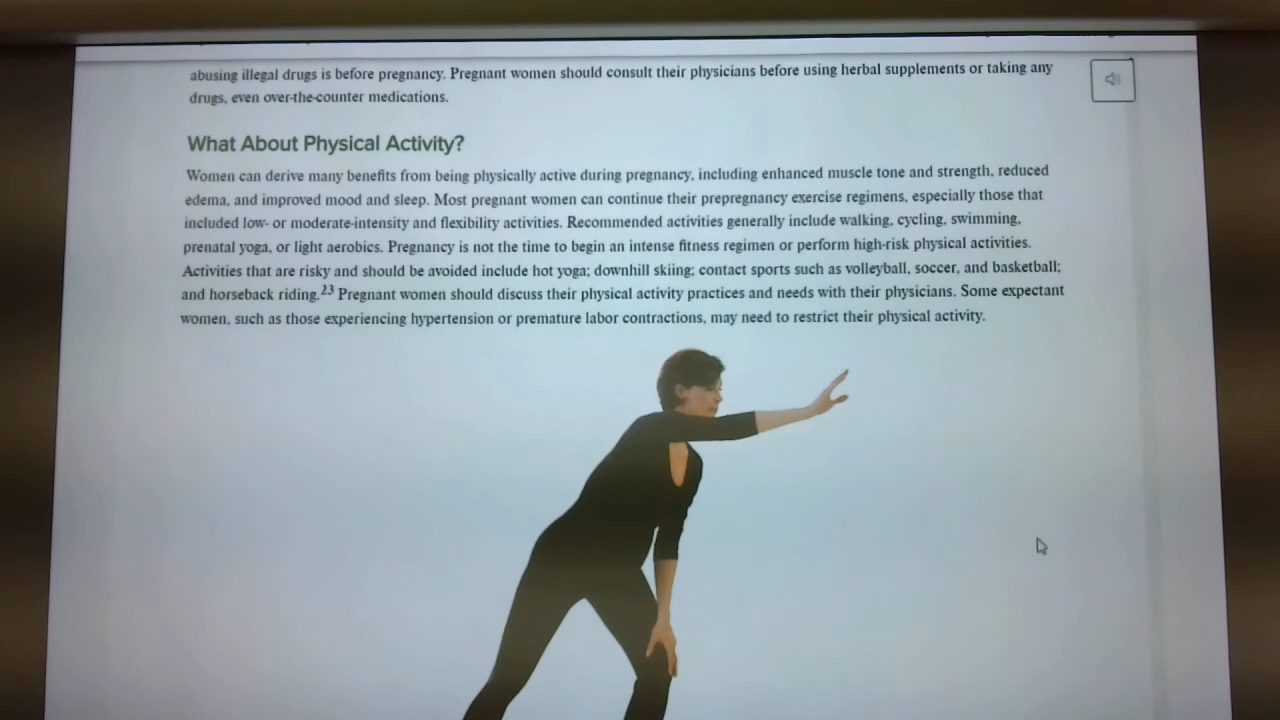 abusing illegal drugs is before pregnancy. Pregnant women should consult their physicians before using herbal supplements or taking any
drugs, even over-the-counter medications.
What About Physical Activity?
Women can derive many benefits from being physically active during pregnancy, including enhanced muscle tone and strength, reduced
edema, and improved mood and sleep. Most pregnant women can continue their prepregnancy exercise regimens, especially those that
included low- or moderate-intensity and flexibility activities. Recommended activities generally include walking, cycling, swimming,
prenatal yoga, or light aerobics. Pregnancy is not the time to begin an intense fitness regimen or perform high-risk physical activities.
Activities that are risky and should be avoided include hot yoga; downhill skiing; contact sports such as volleyball, soccer, and basketball;
and horseback riding.23 Pregnant women should discuss their physical activity practices and needs with their physicians. Some expectant
women, such as those experiencing hypertension or premature labor contractions, may need to restrict their physical activity.